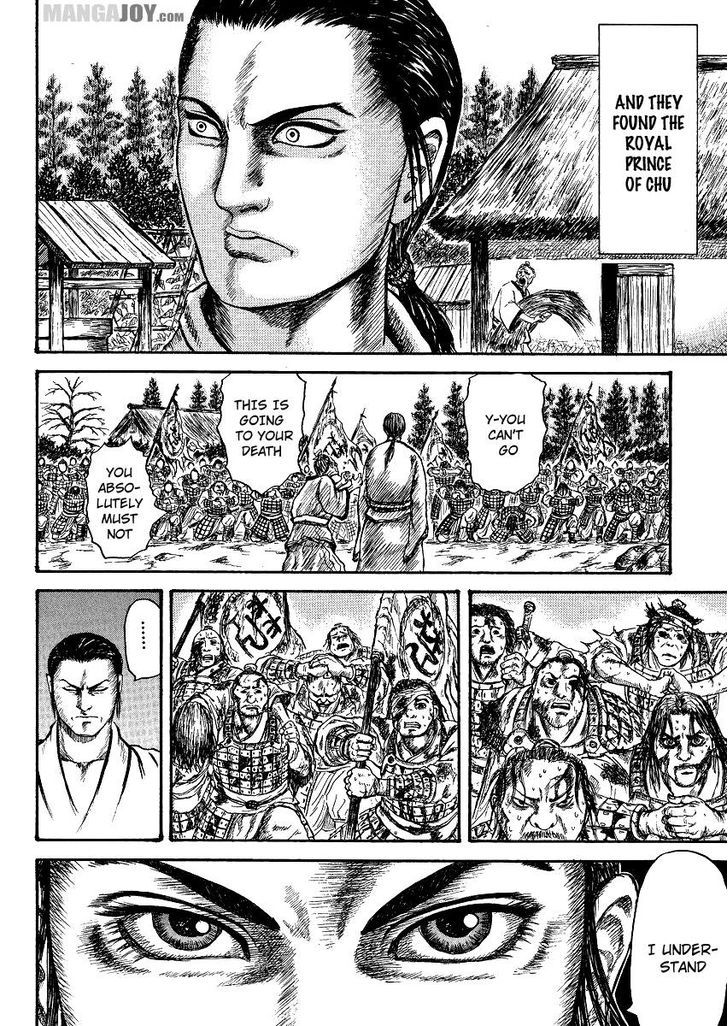 MANGAJOY.COM
AND THEY
FOUND THE
ROYAL
PRINCE
OF CHU
Y-YOU
CAN'T
GO
THIS IS
GOING
TO YOUR
DEATH
YOU
ABSO-
LUTELY
MUST
NOT
......
I UNDER-
STAND